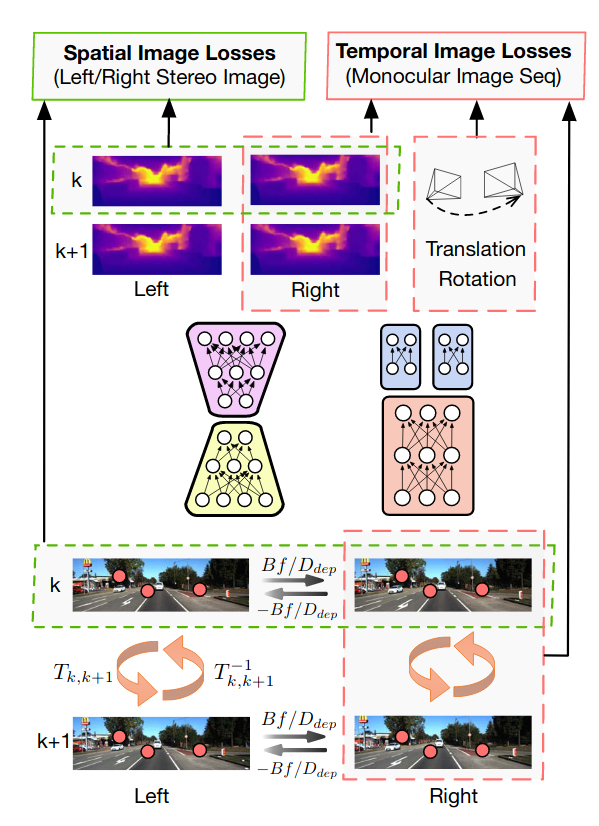 Spatial Image Losses
(Left/Right Stereo Image)
Temporal Image Losses
(Monocular Image Seq)
k
k+1
Left
Right
Translation
Rotation
k
Bf/D_{dep}
-Bf/D_{dep}
T_{k,k+1}
T_{k,k+1}^{-1}
k+1
Bf/D_{dep}
-Bf/D_{dep}
Left
Right